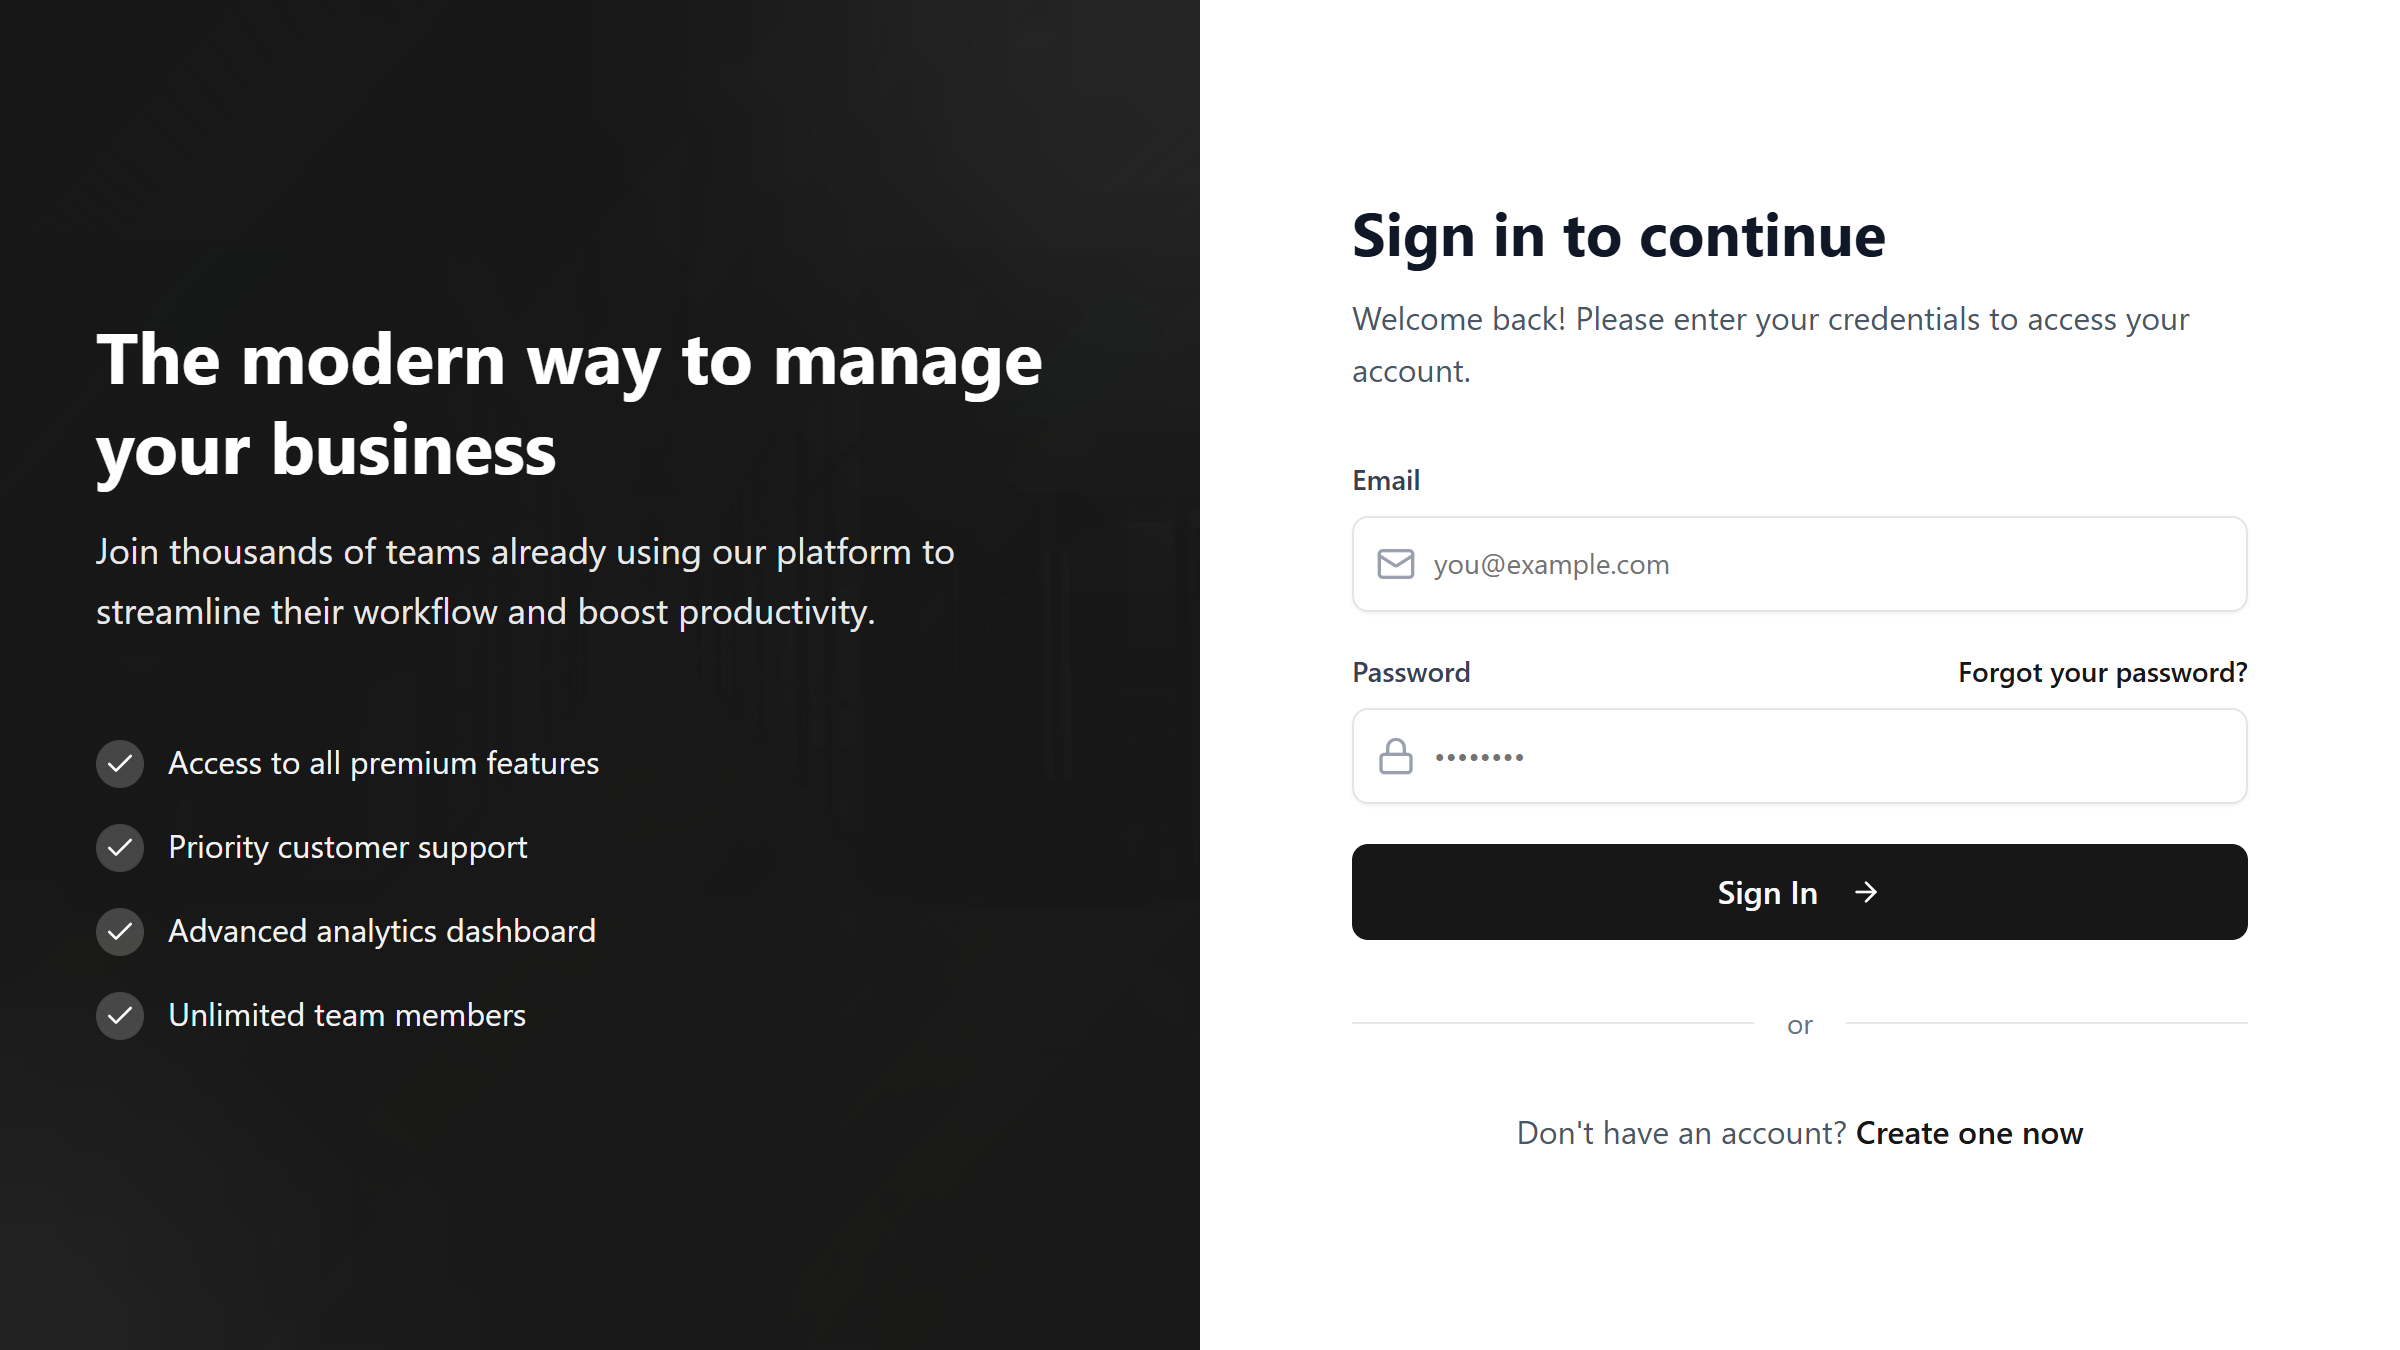 The modern way to manage
your business
Join thousands of teams already using our platform to
streamline their workflow and boost productivity.
Access to all premium features
Priority customer support
Advanced analytics dashboard
Unlimited team members
Sign in to continue
Welcome back! Please enter your credentials to access your
account.
Email
you@example.com
Password Forgot your password?
••••••••
Sign In
or
Don't have an account? Create one now